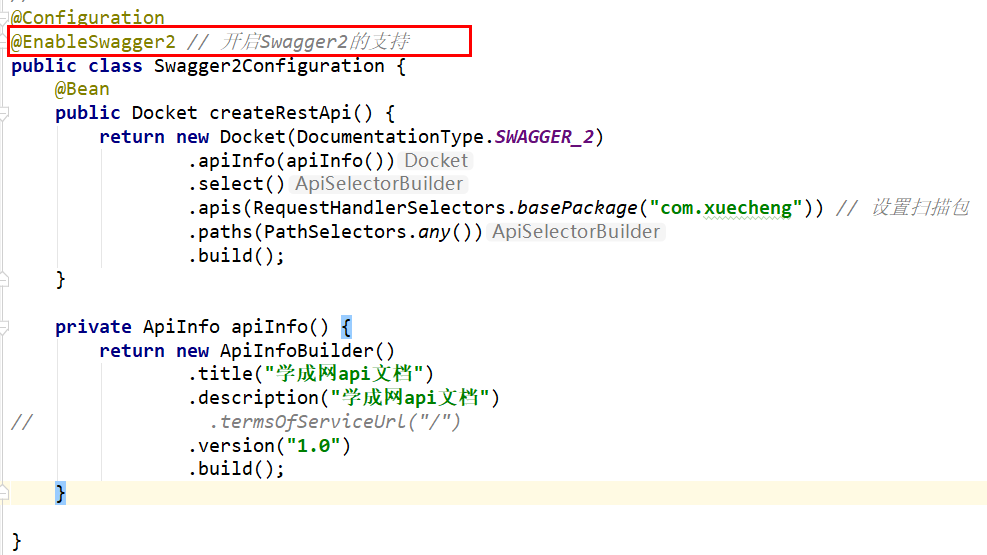 //
@Configuration
@EnableSwagger2 // 开启Swagger2的支持
public class Swagger2Configuration {
    @Bean
    public Docket createRestApi() {
        return new Docket(DocumentationType.SWAGGER_2)
                .apiInfo(apiInfo()) Docket
                .select() ApiSelectorBuilder
                .apis(RequestHandlerSelectors.basePackage("com.xuecheng")) // 设置扫描包
                .paths(PathSelectors.any()) ApiSelectorBuilder
                .build();
    }
    private ApiInfo apiInfo() {
        return new ApiInfoBuilder()
                .title("学成网api文档")
                .description("学成网api文档")
//                .termsOfServiceUrl("/")
                .version("1.0")
                .build();
    }
}